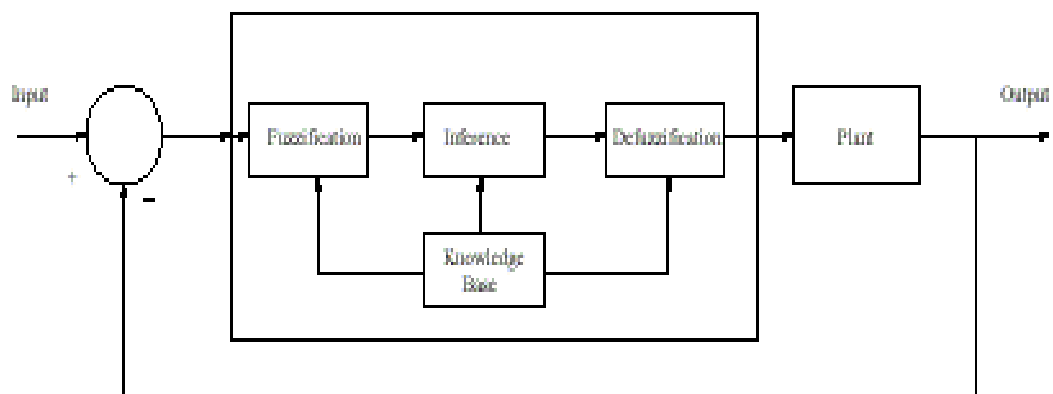 Input
Output
+
−
Fuzzification
Inference
Defuzzification
Plant
Knowledge
Base